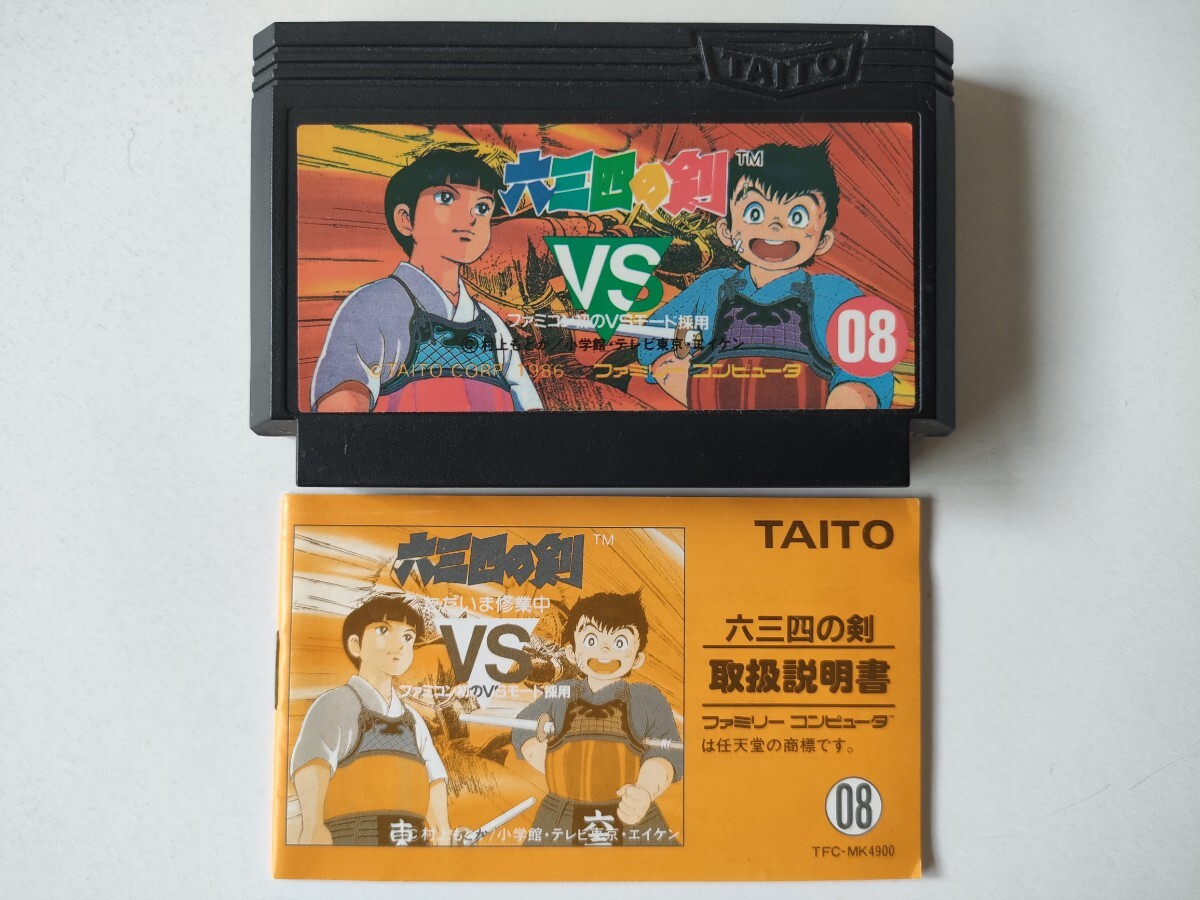 TAITO
六三四の剣 TM
VS
ファミコン初のVSモード採用
©村上もとか/小学館・テレビ東京・エイケン
©TAITO CORP. 1986 ファミリー コンピュータ
08
六三四の剣 TM
ただいま修業中
VS
ファミコン初のVSモード採用
東
六三
©村上もとか/小学館・テレビ東京・エイケン
TAITO
六三四の剣
取扱説明書
ファミリー コンピュータ™
は任天堂の商標です。
08
TFC-MK4900